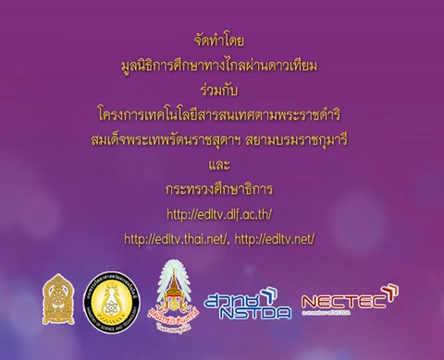 จัดทำโดย
มูลนิธิการศึกษาทางไกลผ่านดาวเทียม
ร่วมกับ
โครงการเทคโนโลยีสารสนเทศตามพระราชดำริ
สมเด็จพระเทพรัตนราชสุดาฯ สยามบรมราชกุมารี
และ
กระทรวงศึกษาธิการ
http://edltv.dlf.ac.th/
http://edltv.thai.net/, http://edltv.net/
สวทช NECTEC
NSTDA a member of NSTDA